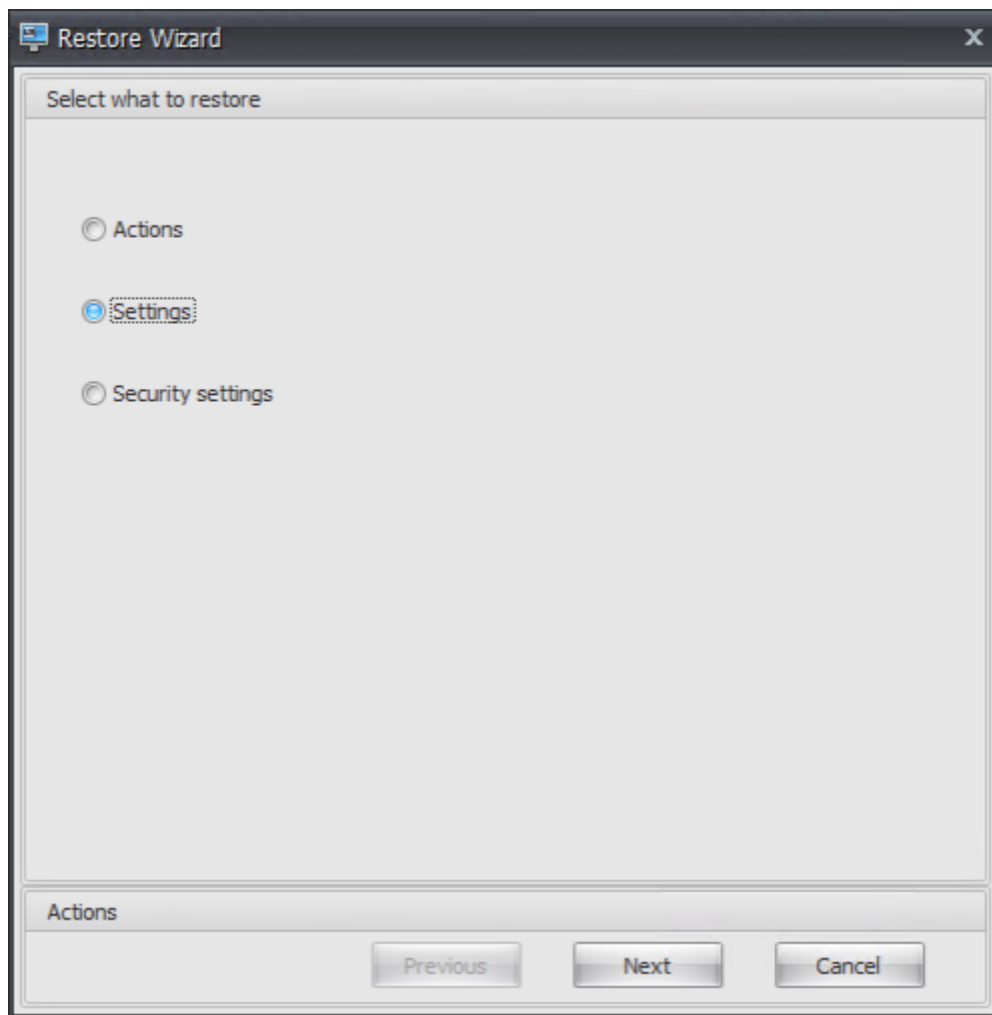 Restore Wizard
Select what to restore
Actions
Settings
Security settings
Actions
Previous Next Cancel